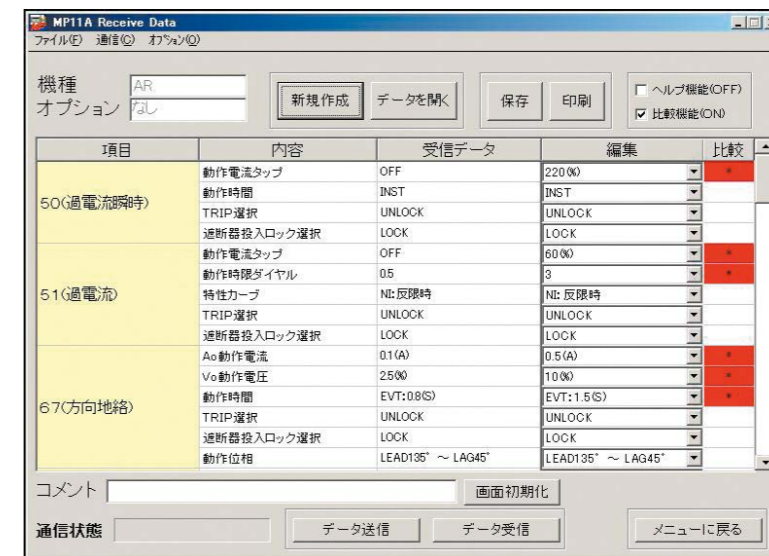 MP11A Receive Data
ファイル(F) 通信(C) オプション(O)
機種 AR
オプション なし
新規作成 データを開く 保存 印刷
ヘルプ機能(OFF)
比較機能(ON)
項目 内容 受信データ 編集 比較
50(過電流瞬時)
動作電流タップ OFF 220(%) *
動作時間 INST INST
TRIP選択 UNLOCK UNLOCK
遮断器投入ロック選択 LOCK LOCK
51(過電流)
動作電流タップ OFF 60(%) *
動作時限ダイヤル 0.5 3 *
特性カーブ NI:反限時 NI:反限時
TRIP選択 UNLOCK UNLOCK
遮断器投入ロック選択 LOCK LOCK
67(方向地絡)
Ao動作電流 0.1(A) 0.5(A) *
Vo動作電圧 2.5(%) 10(%) *
動作時間 EVT:0.8(S) EVT:1.5(S) *
TRIP選択 UNLOCK UNLOCK
遮断器投入ロック選択 LOCK LOCK
動作位相 LEAD135° ～ LAG45° LEAD135° ～ LAG45°
コメント 画面初期化
通信状態 データ送信 データ受信 メニューに戻る